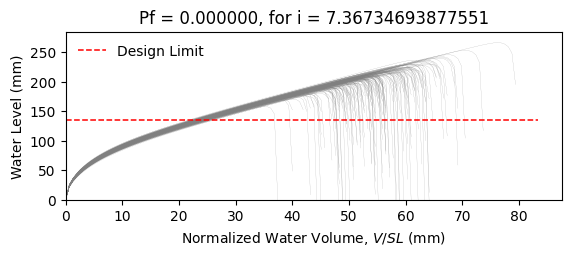 Pf = 0.000000, for i = 7.36734693877551
Design Limit
Water Level (mm)
250
200
150
100
50
0
0 10 20 30 40 50 60 70 80
Normalized Water Volume, V/SL (mm)